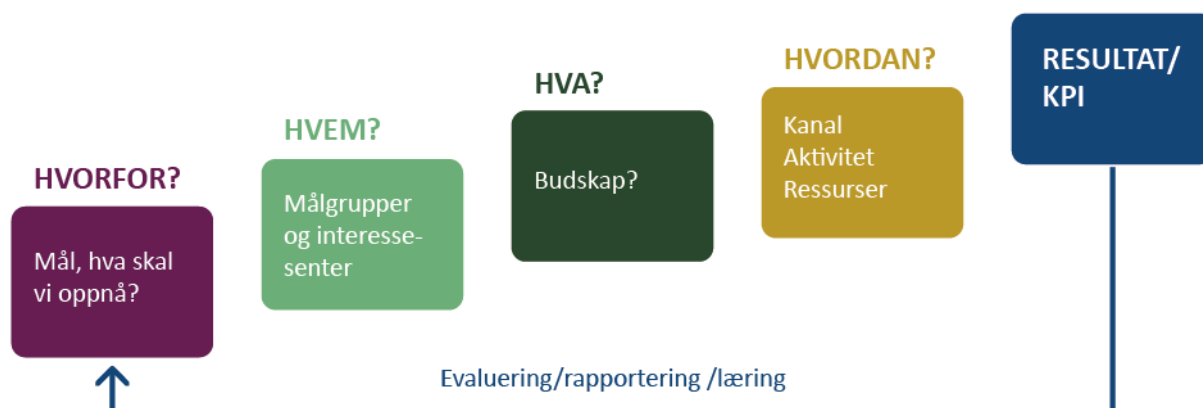 HVORFOR?
Mål, hva skal
vi oppnå?
HVEM?
Målgrupper
og interesse-
senter
HVA?
Budskap?
HVORDAN?
Kanal
Aktivitet
Ressurser
RESULTAT/
KPI
Evaluering/rapportering /læring